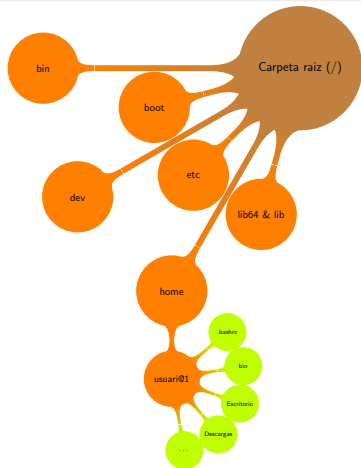 Carpeta raiz (/)
bin
boot
etc
dev
lib64 & lib
home
.bashrc
bin
usuari@1
Escritorio
Descargas
...